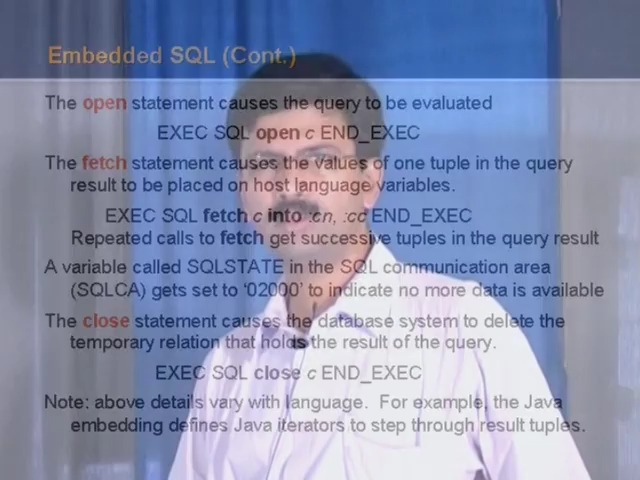 Embedded SQL (Cont.)
The open statement causes the query to be evaluated
EXEC SQL open c END_EXEC
The fetch statement causes the values of one tuple in the query
result to be placed on host language variables.
EXEC SQL fetch c into :cn, :cc END_EXEC
Repeated calls to fetch get successive tuples in the query result
A variable called SQLSTATE in the SQL communication area
(SQLCA) gets set to ‘02000’ to indicate no more data is available
The close statement causes the database system to delete the
temporary relation that holds the result of the query.
EXEC SQL close c END_EXEC
Note: above details vary with language. For example, the Java
embedding defines Java iterators to step through result tuples.